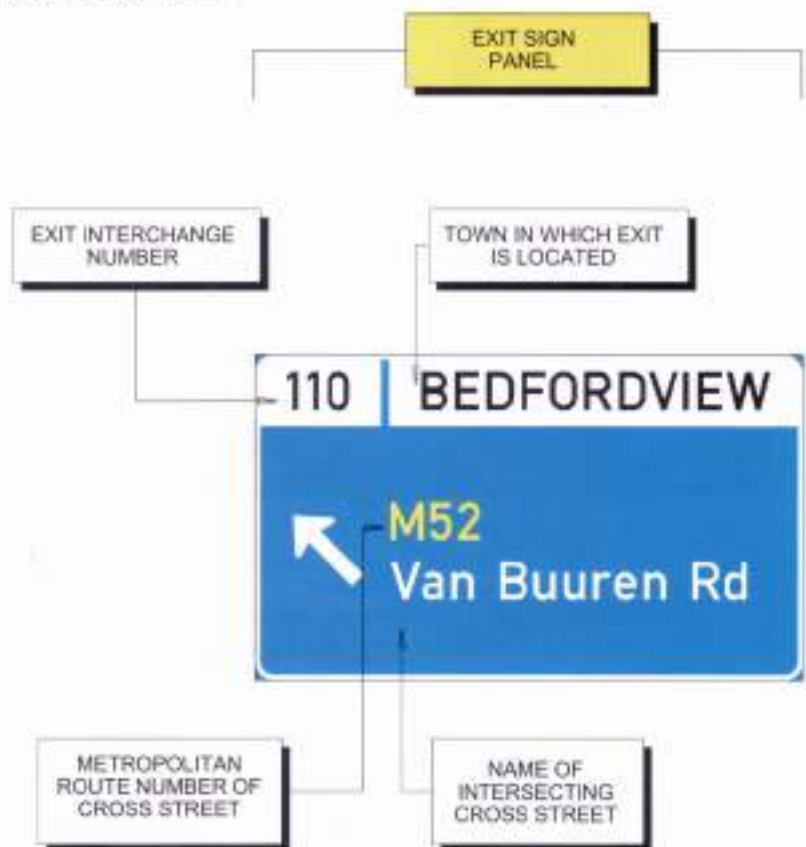 EXIT SIGN
PANEL
EXIT INTERCHANGE
NUMBER
TOWN IN WHICH EXIT
IS LOCATED
110 BEDFORDVIEW
M52
Van Buuren Rd
METROPOLITAN
ROUTE NUMBER OF
CROSS STREET
NAME OF
INTERSECTING
CROSS STREET